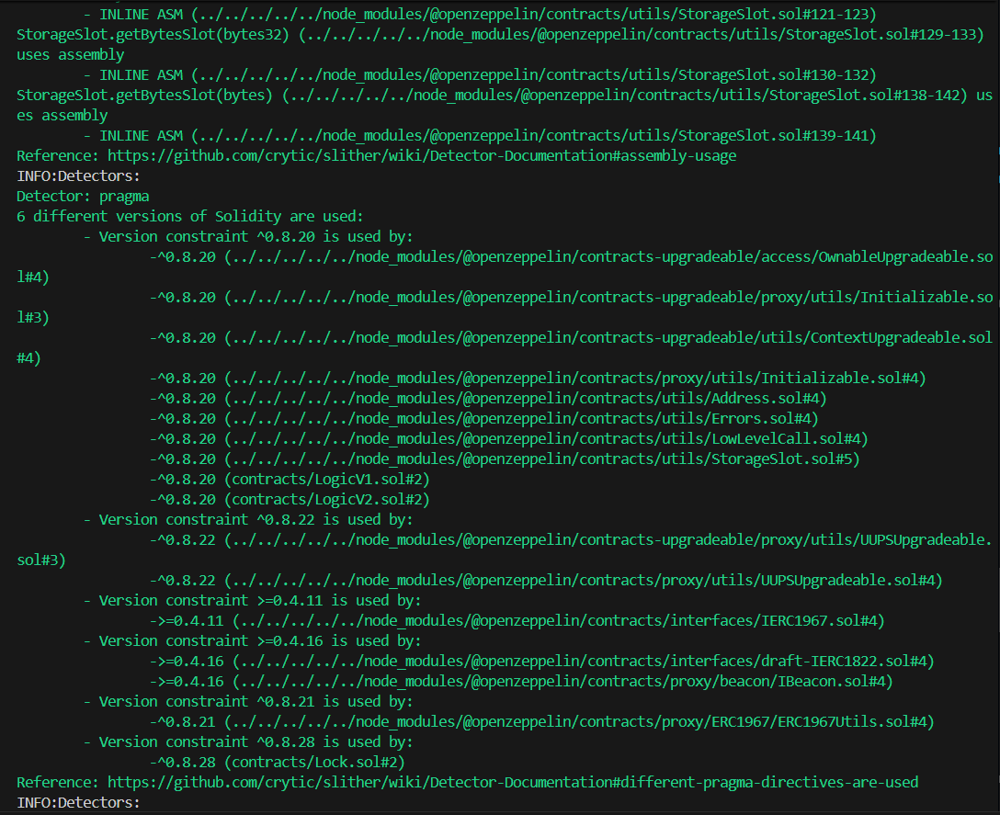 - INLINE ASM (../../../../../node_modules/@openzeppelin/contracts/utils/StorageSlot.sol#121-123)
StorageSlot.getBytesSlot(bytes32) (../../../../../node_modules/@openzeppelin/contracts/utils/StorageSlot.sol#129-133)
uses assembly
- INLINE ASM (../../../../../node_modules/@openzeppelin/contracts/utils/StorageSlot.sol#130-132)
StorageSlot.getBytesSlot(bytes) (../../../../../node_modules/@openzeppelin/contracts/utils/StorageSlot.sol#138-142) us
es assembly
- INLINE ASM (../../../../../node_modules/@openzeppelin/contracts/utils/StorageSlot.sol#139-141)
Reference: https://github.com/crytic/slither/wiki/Detector-Documentation#assembly-usage
INFO:Detectors:
Detector: pragma
6 different versions of Solidity are used:
- Version constraint ^0.8.20 is used by:
-^0.8.20 (../../../../../node_modules/@openzeppelin/contracts-upgradeable/access/OwnableUpgradeable.so
l#4)
-^0.8.20 (../../../../../node_modules/@openzeppelin/contracts-upgradeable/proxy/utils/Initializable.so
l#3)
-^0.8.20 (../../../../../node_modules/@openzeppelin/contracts-upgradeable/utils/ContextUpgradeable.sol
#4)
-^0.8.20 (../../../../../node_modules/@openzeppelin/contracts/proxy/utils/Initializable.sol#4)
-^0.8.20 (../../../../../node_modules/@openzeppelin/contracts/utils/Address.sol#4)
-^0.8.20 (../../../../../node_modules/@openzeppelin/contracts/utils/Errors.sol#4)
-^0.8.20 (../../../../../node_modules/@openzeppelin/contracts/utils/LowLevelCall.sol#4)
-^0.8.20 (../../../../../node_modules/@openzeppelin/contracts/utils/StorageSlot.sol#5)
-^0.8.20 (contracts/LogicV1.sol#2)
-^0.8.20 (contracts/LogicV2.sol#2)
- Version constraint ^0.8.22 is used by:
-^0.8.22 (../../../../../node_modules/@openzeppelin/contracts-upgradeable/proxy/utils/UUPSUpgradeable.
sol#3)
-^0.8.22 (../../../../../node_modules/@openzeppelin/contracts/proxy/utils/UUPSUpgradeable.sol#4)
- Version constraint >=0.4.11 is used by:
->=0.4.11 (../../../../../node_modules/@openzeppelin/contracts/interfaces/IERC1967.sol#4)
- Version constraint >=0.4.16 is used by:
->=0.4.16 (../../../../../node_modules/@openzeppelin/contracts/interfaces/draft-IERC1822.sol#4)
->=0.4.16 (../../../../../node_modules/@openzeppelin/contracts/proxy/beacon/IBeacon.sol#4)
- Version constraint ^0.8.21 is used by:
-^0.8.21 (../../../../../node_modules/@openzeppelin/contracts/proxy/ERC1967/ERC1967Utils.sol#4)
- Version constraint ^0.8.28 is used by:
-^0.8.28 (contracts/Lock.sol#2)
Reference: https://github.com/crytic/slither/wiki/Detector-Documentation#different-pragma-directives-are-used
INFO:Detectors: